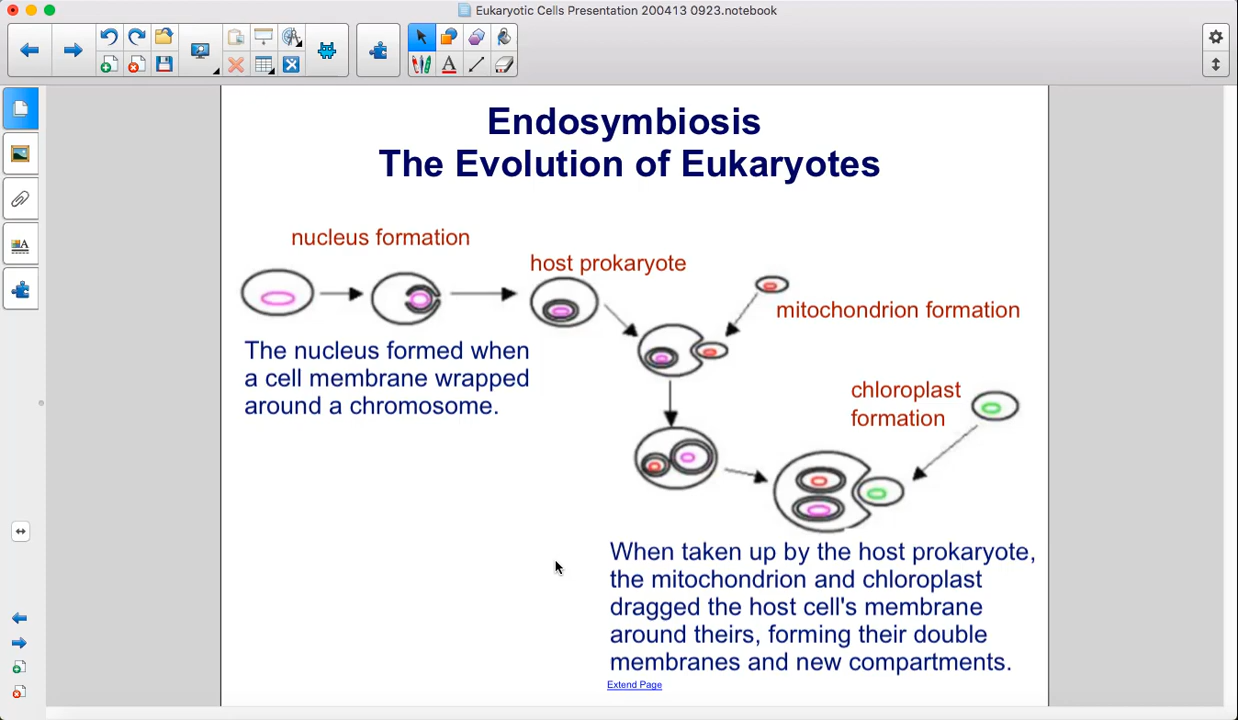 Eukaryotic Cells Presentation 200413 0923.notebook
Endosymbiosis
The Evolution of Eukaryotes
nucleus formation
host prokaryote
mitochondrion formation
The nucleus formed when
a cell membrane wrapped
around a chromosome.
chloroplast
formation
When taken up by the host prokaryote,
the mitochondrion and chloroplast
dragged the host cell's membrane
around theirs, forming their double
membranes and new compartments.
Extend Page